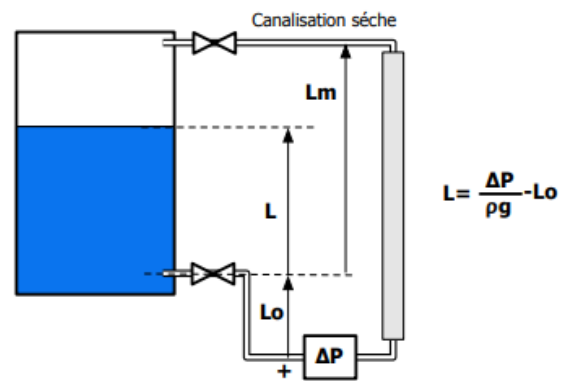 Canalisation séche
Lm
L
L= ΔP/ρg -Lo
Lo
+
ΔP